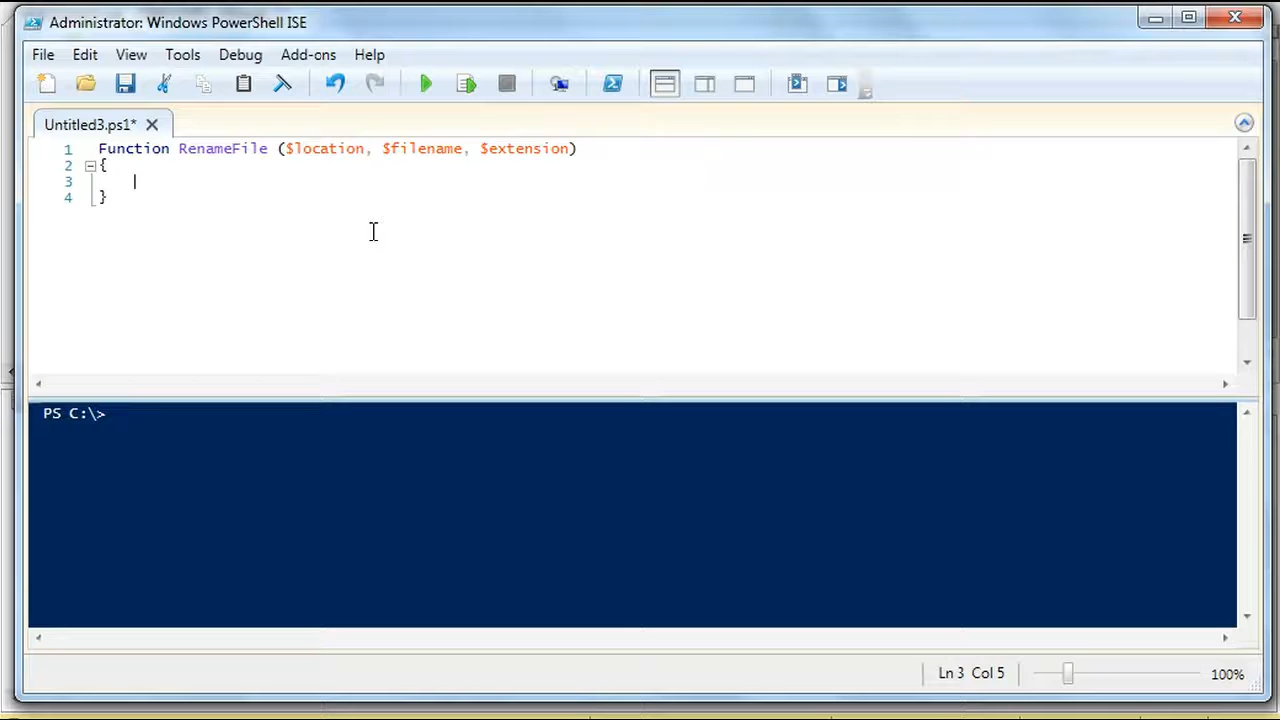 Administrator: Windows PowerShell ISE
File Edit View Tools Debug Add-ons Help
Untitled3.ps1*
1 Function RenameFile ($location, $filename, $extension)
2 {
3
4 }
PS C:\>
Ln 3 Col 5 100%